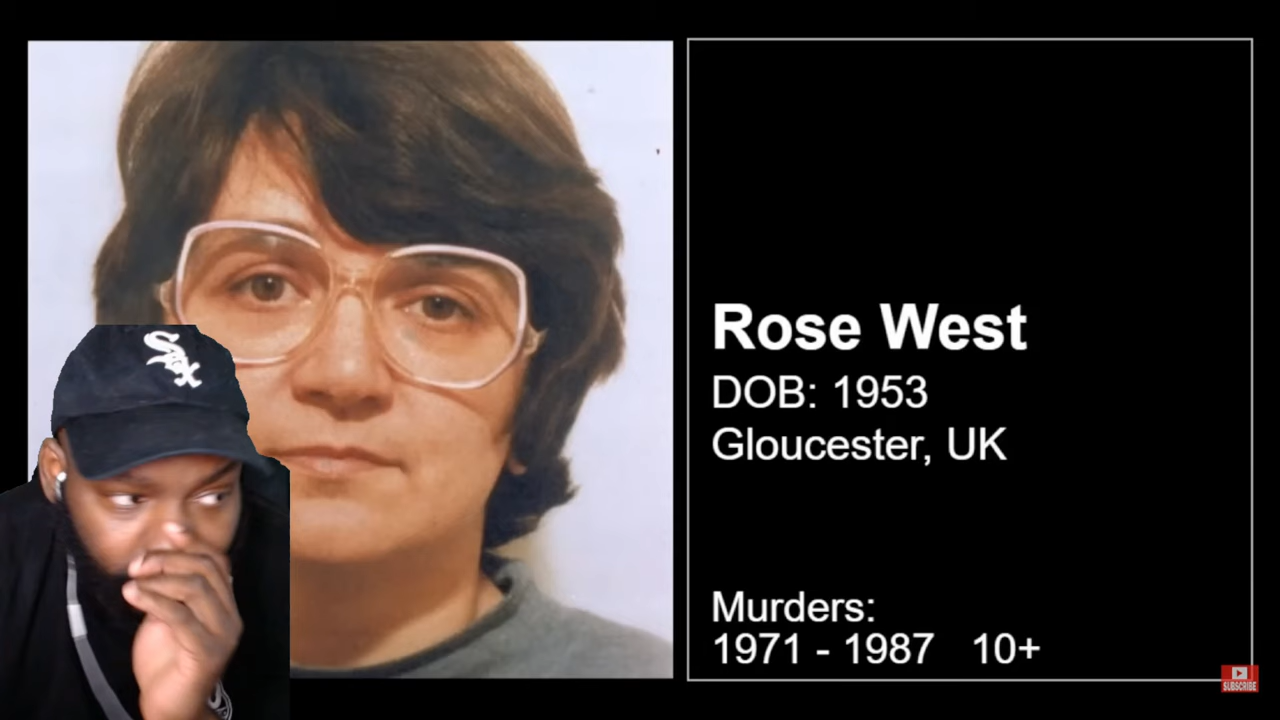 Sox
Rose West
DOB: 1953
Gloucester, UK
Murders:
1971 - 1987 10+
SUBSCRIBE